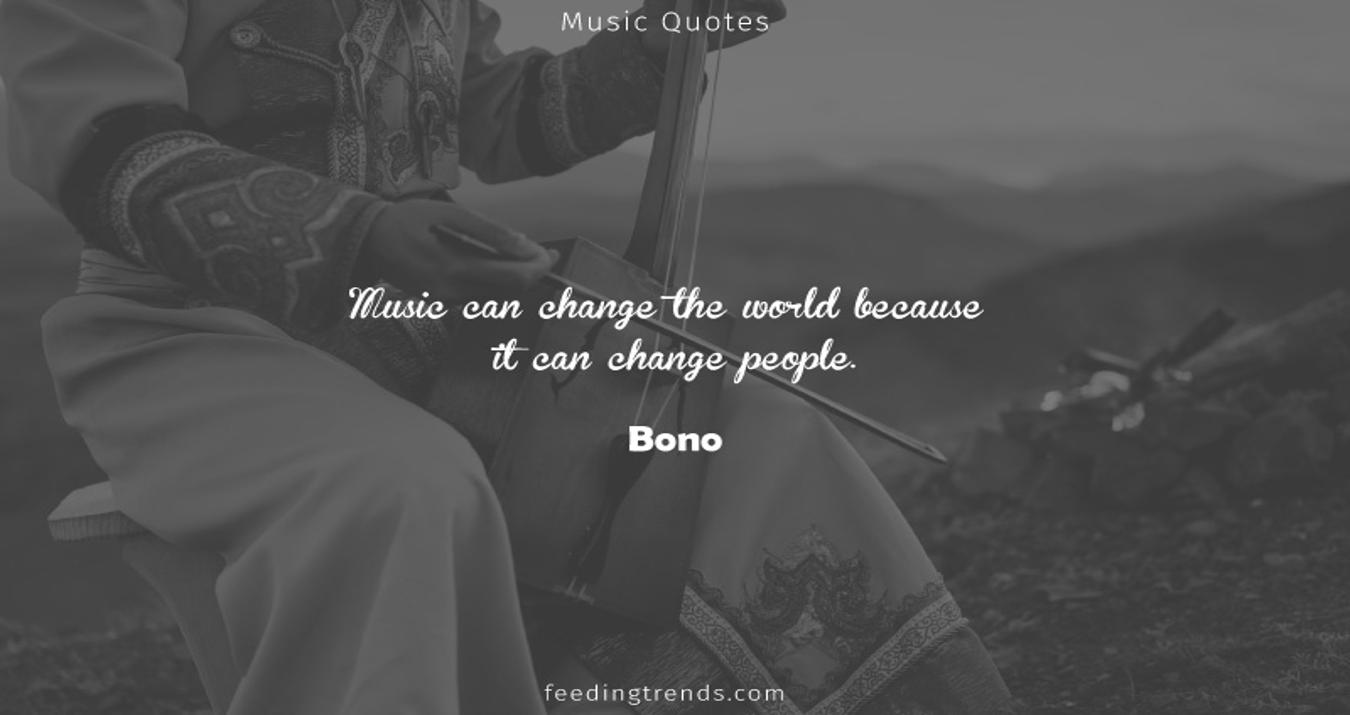 Music Quotes
Music can change the world because
it can change people.
Bono
feedingtrends.com